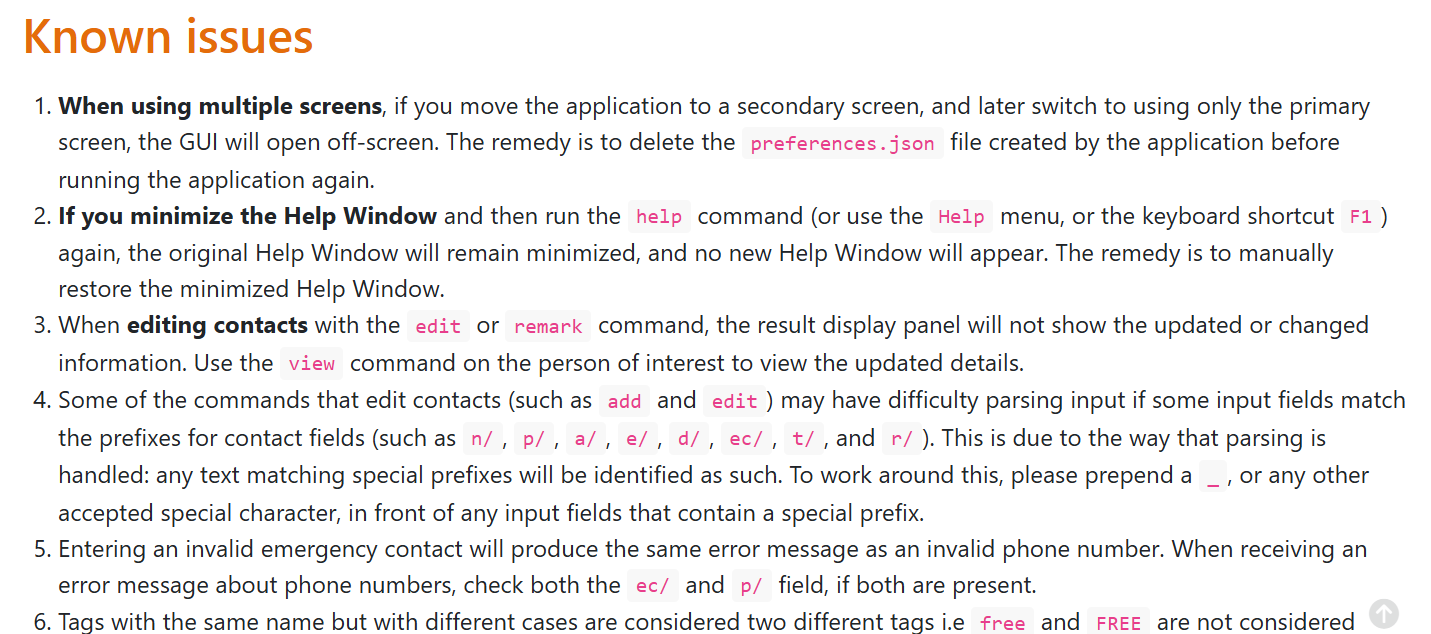 Known issues
1. When using multiple screens, if you move the application to a secondary screen, and later switch to using only the primary
screen, the GUI will open off-screen. The remedy is to delete the preferences.json file created by the application before
running the application again.
2. If you minimize the Help Window and then run the help command (or use the Help menu, or the keyboard shortcut F1 )
again, the original Help Window will remain minimized, and no new Help Window will appear. The remedy is to manually
restore the minimized Help Window.
3. When editing contacts with the edit or remark command, the result display panel will not show the updated or changed
information. Use the view command on the person of interest to view the updated details.
4. Some of the commands that edit contacts (such as add and edit ) may have difficulty parsing input if some input fields match
the prefixes for contact fields (such as n/ , p/ , a/ , e/ , d/ , ec/ , t/ , and r/ ). This is due to the way that parsing is
handled: any text matching special prefixes will be identified as such. To work around this, please prepend a _ , or any other
accepted special character, in front of any input fields that contain a special prefix.
5. Entering an invalid emergency contact will produce the same error message as an invalid phone number. When receiving an
error message about phone numbers, check both the ec/ and p/ field, if both are present.
6. Tags with the same name but with different cases are considered two different tags i.e free and FREE are not considered